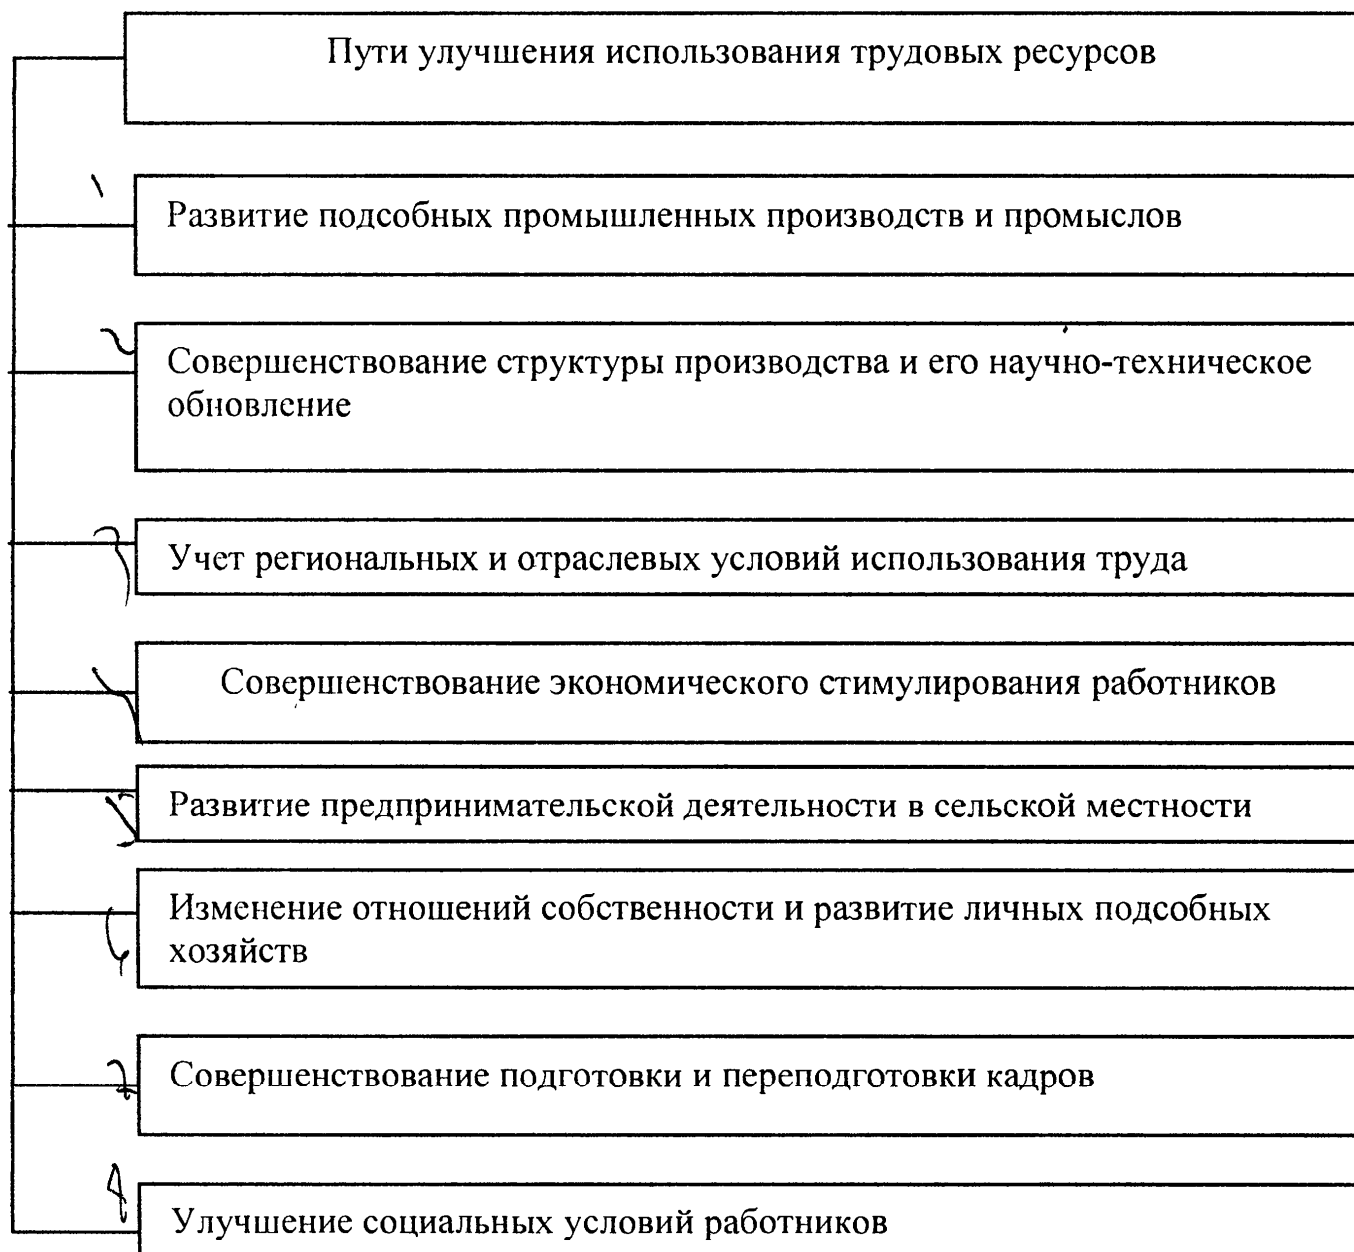 Пути улучшения использования трудовых ресурсов
Развитие подсобных промышленных производств и промыслов
Совершенствование структуры производства и его научно-техническое
обновление
Учет региональных и отраслевых условий использования труда
Совершенствование экономического стимулирования работников
Развитие предпринимательской деятельности в сельской местности
Изменение отношений собственности и развитие личных подсобных
хозяйств
Совершенствование подготовки и переподготовки кадров
Улучшение социальных условий работников